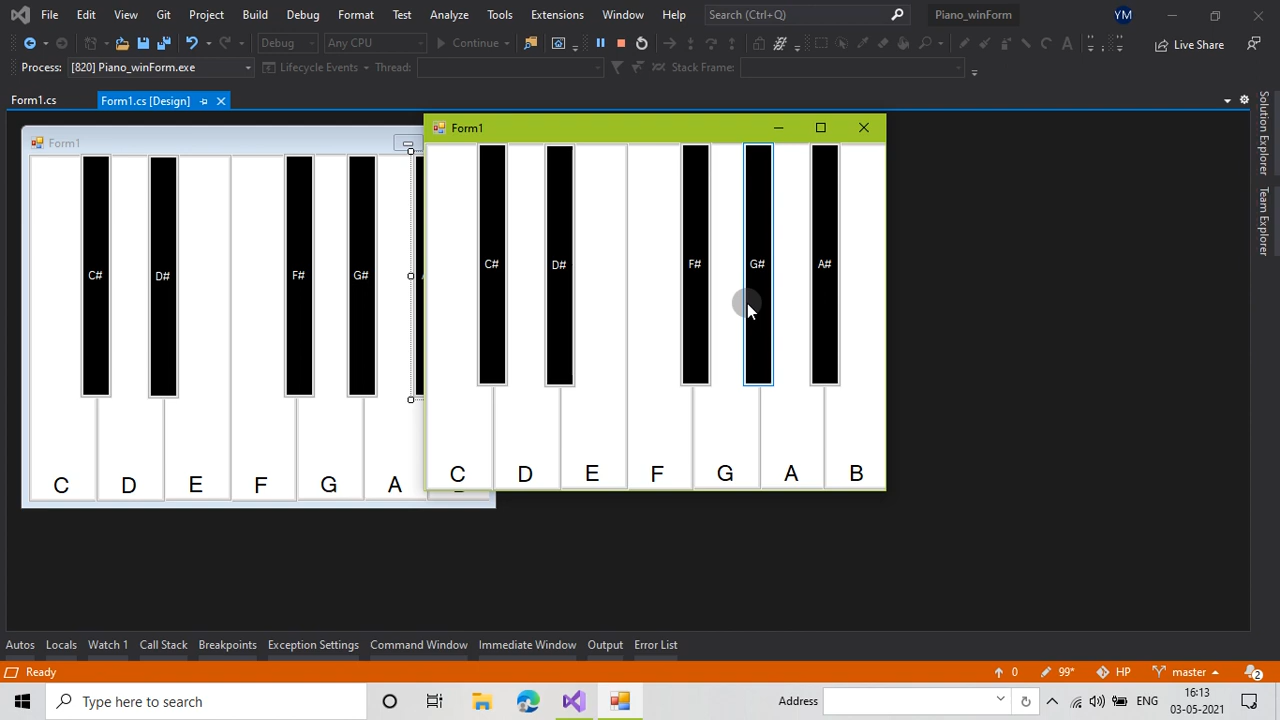 File Edit View Git Project Build Debug Format Test Analyze Tools Extensions Window Help Search (Ctrl+Q) Piano_winForm YM
Debug Any CPU Continue Live Share
Process: [820] Piano_winForm.exe Lifecycle Events Thread: Stack Frame:
Form1.cs Form1.cs [Design]
Form1
C# D# F# G#
C D E F G A
Form1
C# D# F# G# A#
C D E F G A B
Solution Explorer
Team Explorer
Autos Locals Watch 1 Call Stack Breakpoints Exception Settings Command Window Immediate Window Output Error List
Ready 0 99* HP master 2
Type here to search Address ENG 16:13
03-05-2021